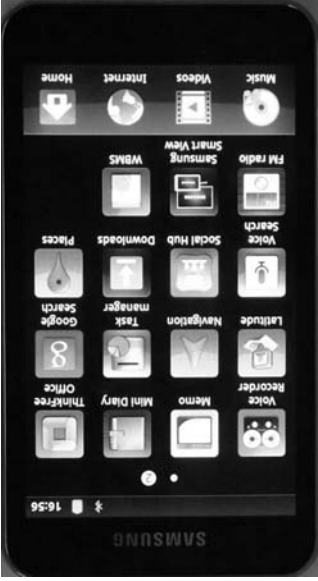 SAMSUNG
16:56
2
Voice Recorder
Memo
Mini Diary
ThinkFree Office
Latitude
Navigation
Task manager
Google Search
Voice Search
Social Hub
Downloads
Places
FM radio
Samsung Smart View
WBMS
Music
Videos
Internet
Home